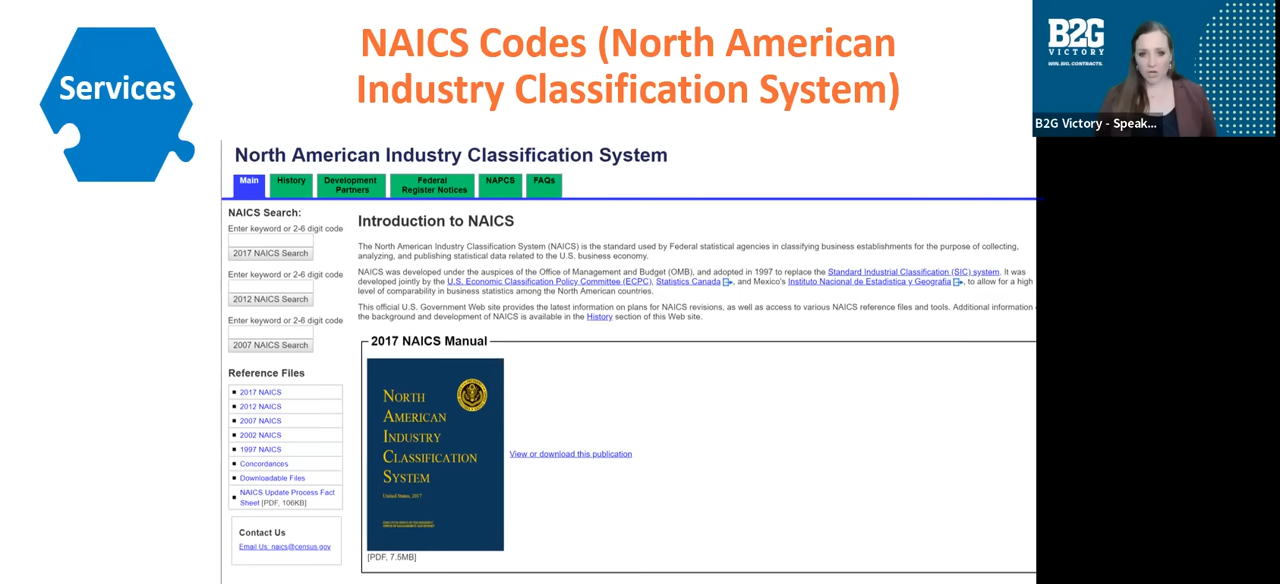 Services
NAICS Codes (North American
Industry Classification System)
B2G
VICTORY
WIN. BIG. CONTRACTS.
B2G Victory - Speak...
North American Industry Classification System
Main
History
Development
Partners
Federal
Register Notices
NAPCS
FAQs
NAICS Search:
Enter keyword or 2-6 digit code
2017 NAICS Search
Enter keyword or 2-6 digit code
2012 NAICS Search
Enter keyword or 2-6 digit code
2007 NAICS Search
Reference Files
2017 NAICS
2012 NAICS
2007 NAICS
2002 NAICS
1997 NAICS
Concordances
Downloadable Files
NAICS Update Process Fact
Sheet [PDF, 106KB]
Contact Us
Email Us: naics@census.gov
Introduction to NAICS
The North American Industry Classification System (NAICS) is the standard used by Federal statistical agencies in classifying business establishments for the purpose of collecting,
analyzing, and publishing statistical data related to the U.S. business economy.
NAICS was developed under the auspices of the Office of Management and Budget (OMB), and adopted in 1997 to replace the Standard Industrial Classification (SIC) system. It was
developed jointly by the U.S. Economic Classification Policy Committee (ECPC), Statistics Canada, and Mexico's Instituto Nacional de Estadistica y Geografia, to allow for a high
level of comparability in business statistics among the North American countries.
This official U.S. Government Web site provides the latest information on plans for NAICS revisions, as well as access to various NAICS reference files and tools. Additional information
the background and development of NAICS is available in the History section of this Web site.
2017 NAICS Manual
NORTH
AMERICAN
INDUSTRY
CLASSIFICATION
SYSTEM
United States, 2017
View or download this publication
[PDF, 7.5MB]